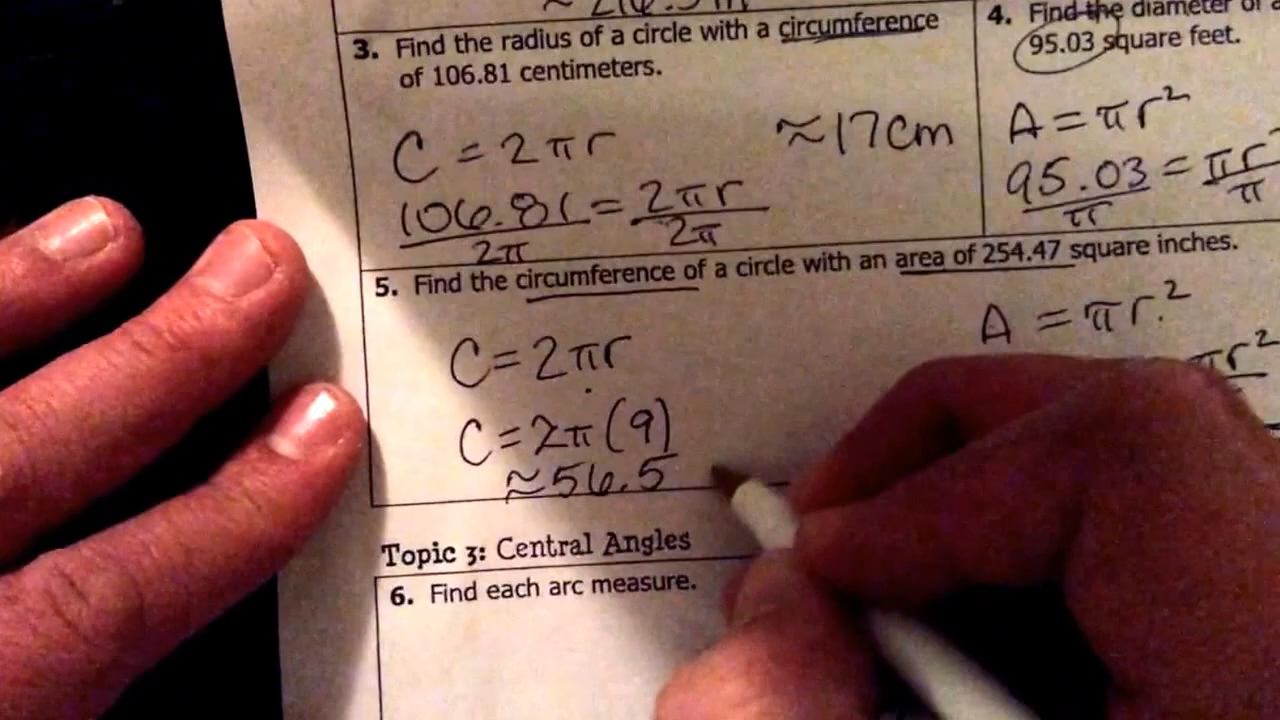 3. Find the radius of a circle with a circumference
of 106.81 centimeters.
C = 2πr
≈17cm
106.81 = 2πr
2π 2π
4. Find the diameter of a
95.03 square feet.
A = πr²
95.03 = πr
π π
5. Find the circumference of a circle with an area of 254.47 square inches.
C = 2πr
C = 2π(9)
≈56.5
A = πr²
πr²
Topic 3: Central Angles
6. Find each arc measure.